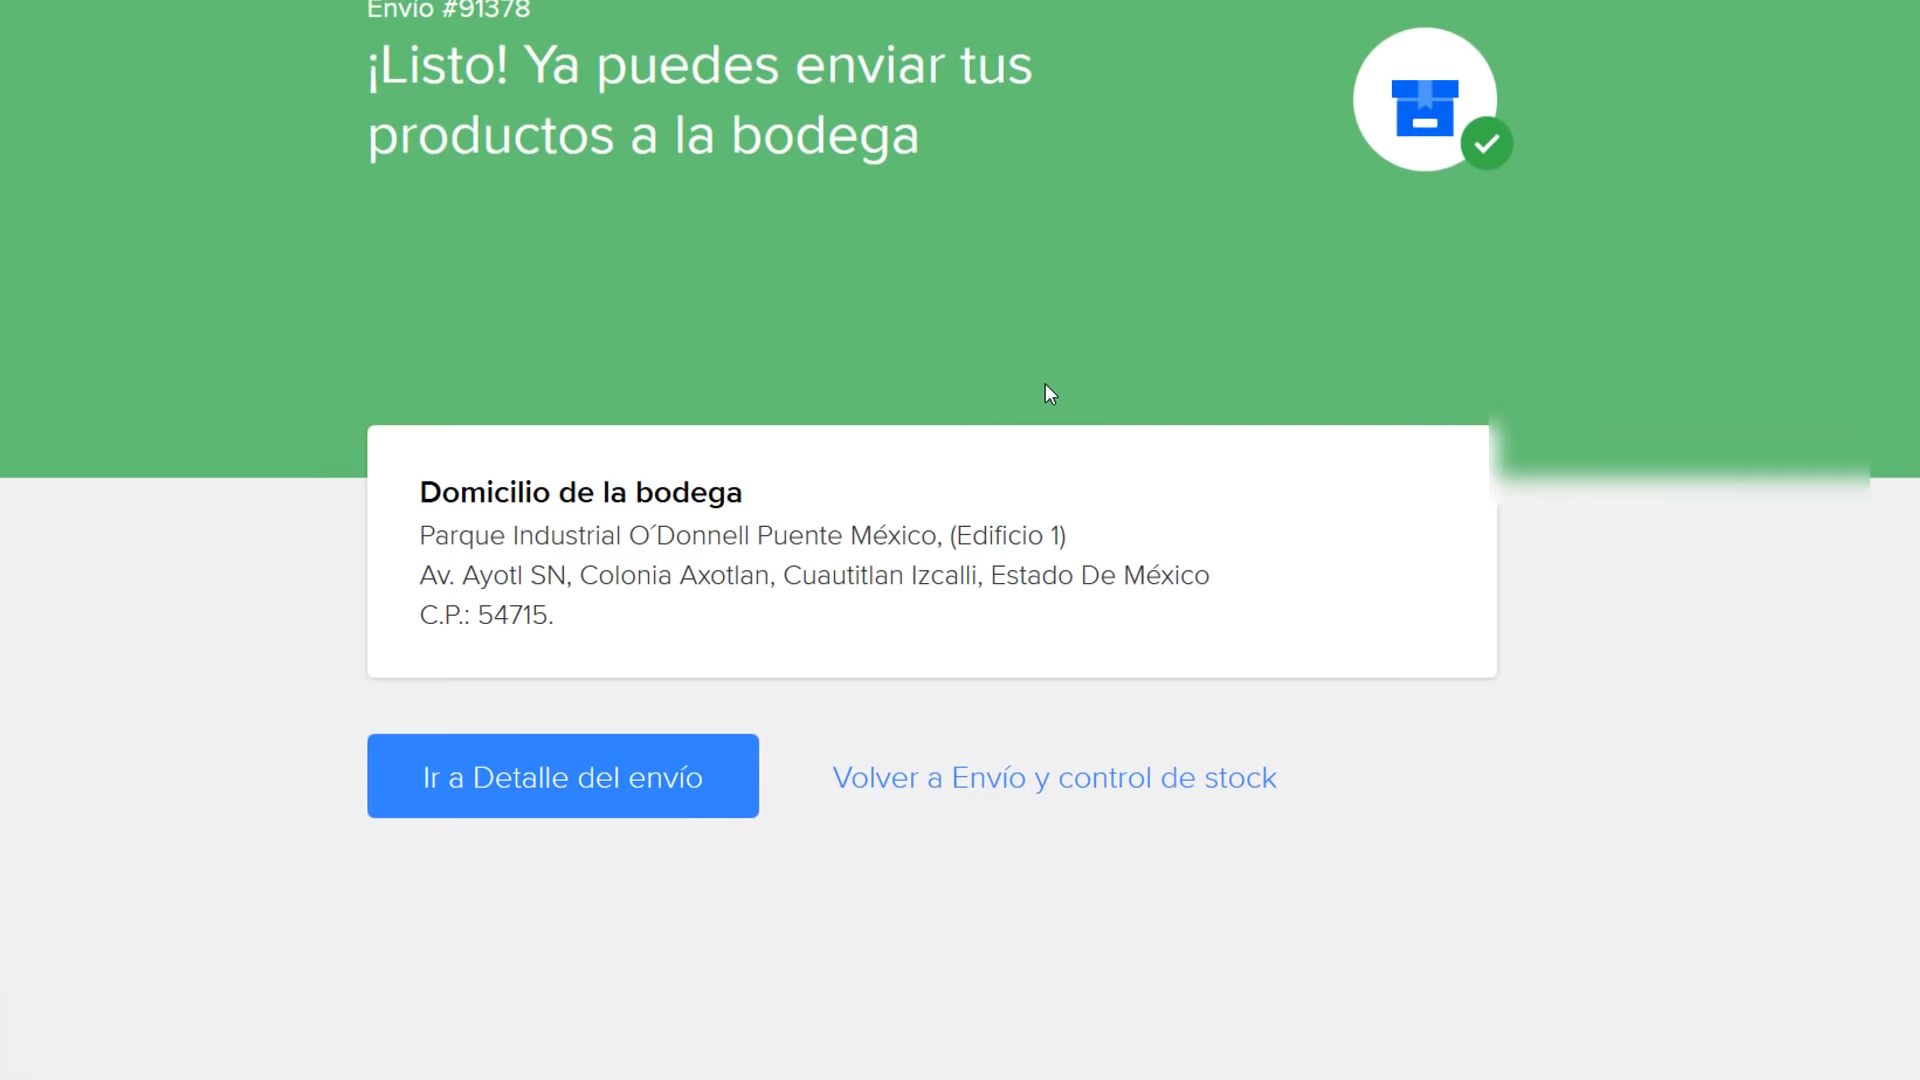 Envío #91378
¡Listo! Ya puedes enviar tus
productos a la bodega
Domicilio de la bodega
Parque Industrial O´Donnell Puente México, (Edificio 1)
Av. Ayotl SN, Colonia Axotlan, Cuautitlan Izcalli, Estado De México
C.P.: 54715.
Ir a Detalle del envío
Volver a Envío y control de stock